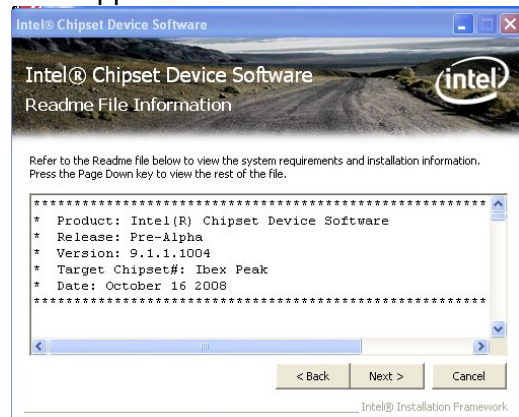 Intel® Chipset Device Software
Intel® Chipset Device Software
intel
Readme File Information
Refer to the Readme file below to view the system requirements and installation information.
Press the Page Down key to view the rest of the file.
********************************************************
* Product: Intel(R) Chipset Device Software
* Release: Pre-Alpha
* Version: 9.1.1.1004
* Target Chipset#: Ibex Peak
* Date: October 16 2008
********************************************************
< Back Next > Cancel
Intel® Installation Framework